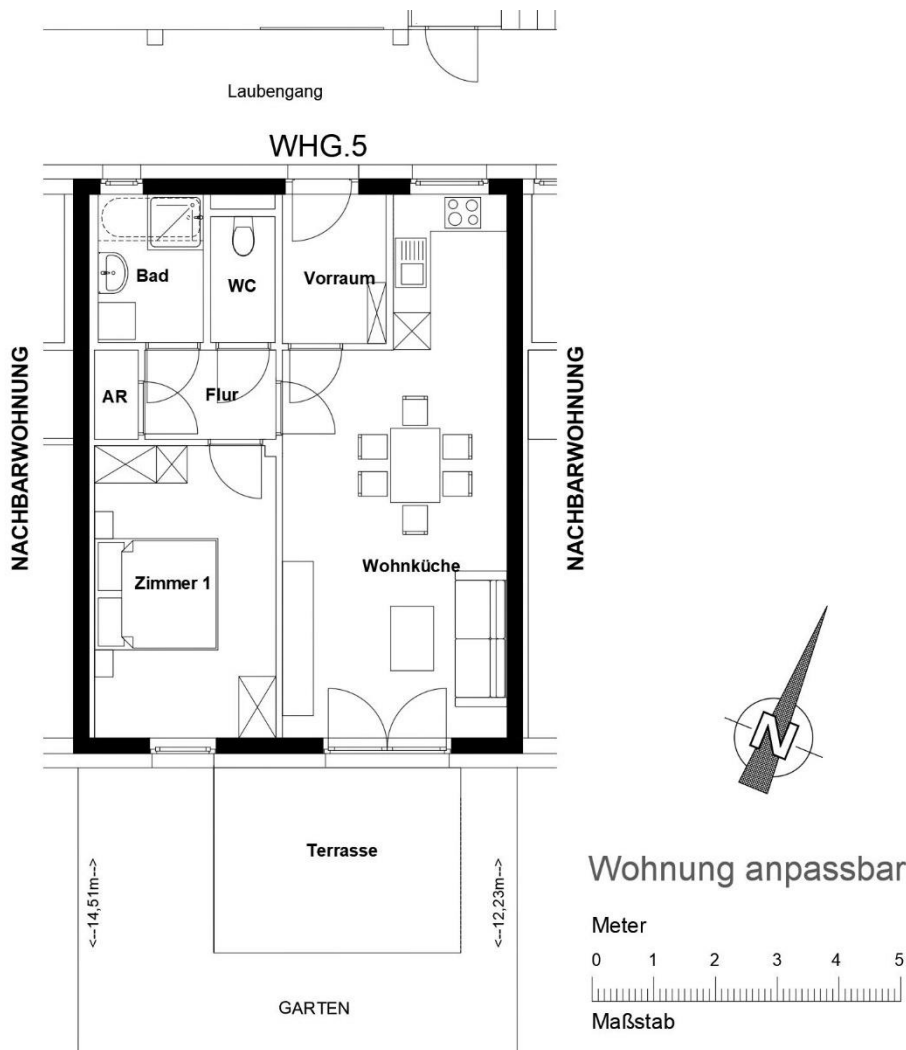 Laubengang
WHG.5
Bad
WC
Vorraum
AR
Flur
NACHBARWOHNUNG
NACHBARWOHNUNG
Wohnküche
Zimmer 1
N
Terrasse
<--14,51m-->
<--12,23m-->
GARTEN
Wohnung anpassbar
Meter
0 1 2 3 4 5
Maßstab